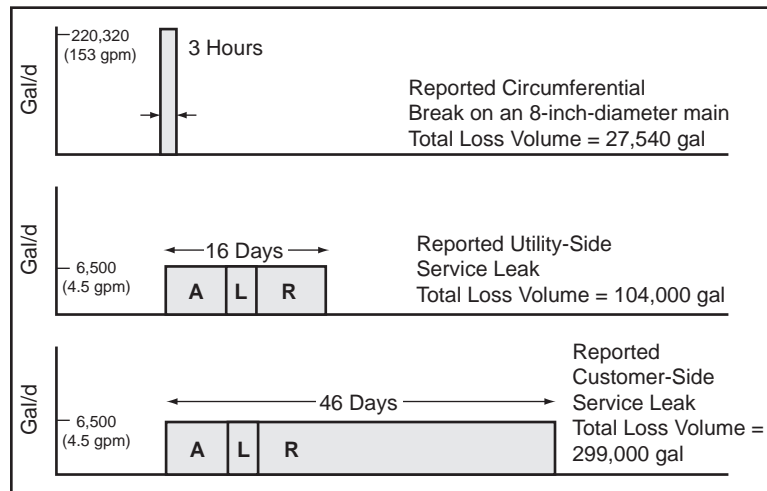 Gal/d
220,320
(153 gpm)
3 Hours
Reported Circumferential
Break on an 8-inch-diameter main
Total Loss Volume = 27,540 gal
Gal/d
6,500
(4.5 gpm)
16 Days
A L R
Reported Utility-Side
Service Leak
Total Loss Volume = 104,000 gal
Gal/d
6,500
(4.5 gpm)
46 Days
A L R
Reported
Customer-Side
Service Leak
Total Loss Volume =
299,000 gal